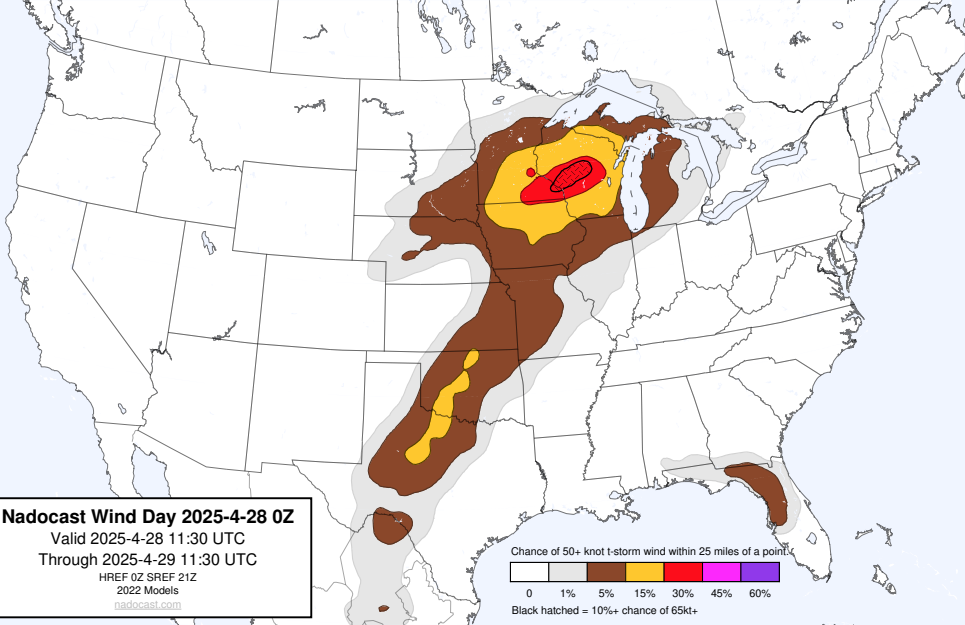 Nadocast Wind Day 2025-4-28 0Z
Valid 2025-4-28 11:30 UTC
Through 2025-4-29 11:30 UTC
HREF 0Z SREF 21Z
2022 Models
nadocast.com
Chance of 50+ knot t-storm wind within 25 miles of a point.
0 1% 5% 15% 30% 45% 60%
Black hatched = 10%+ chance of 65kt+